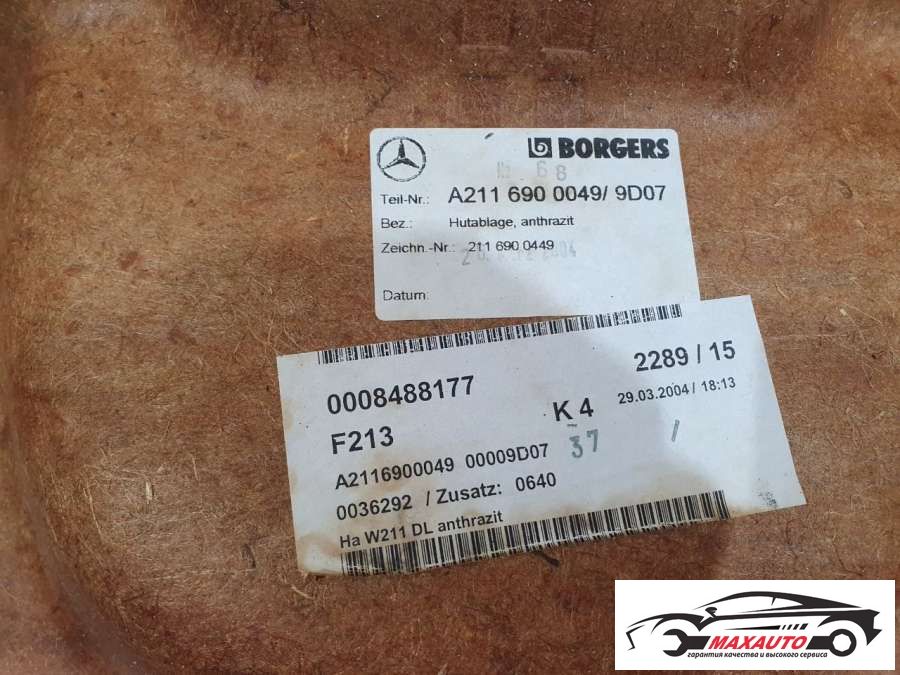 BORGERS
68
Teil-Nr.: A211 690 0049/ 9D07
Bez.: Hutablage, anthrazit
Zeichn.-Nr.: 211 690 0449
Datum:
0008488177
2289 / 15
F213
K 4
29.03.2004 / 18:13
A2116900049 00009D07
37 /
0036292 / Zusatz: 0640
Ha W211 DL anthrazit
MAXAUTO
гарантия качества и высокого сервиса